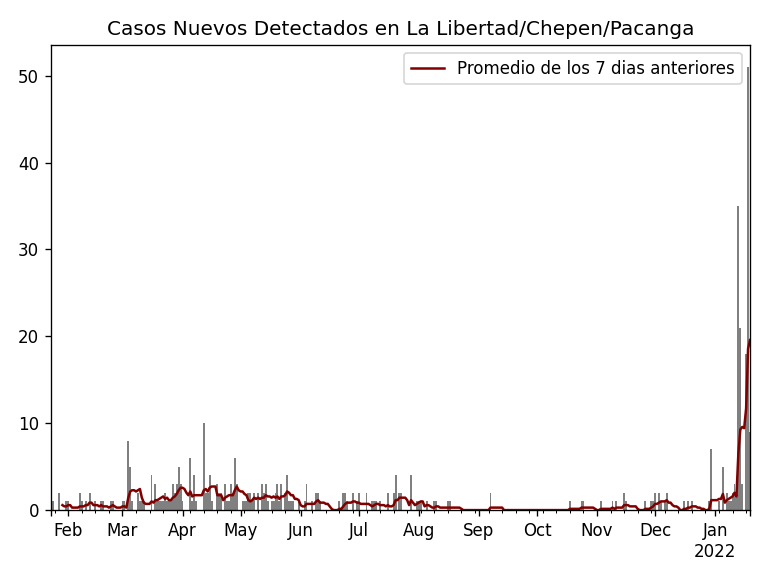 Casos Nuevos Detectados en La Libertad/Chepen/Pacanga
Promedio de los 7 dias anteriores
50
40
30
20
10
0
Feb Mar Apr May Jun Jul Aug Sep Oct Nov Dec Jan
2022